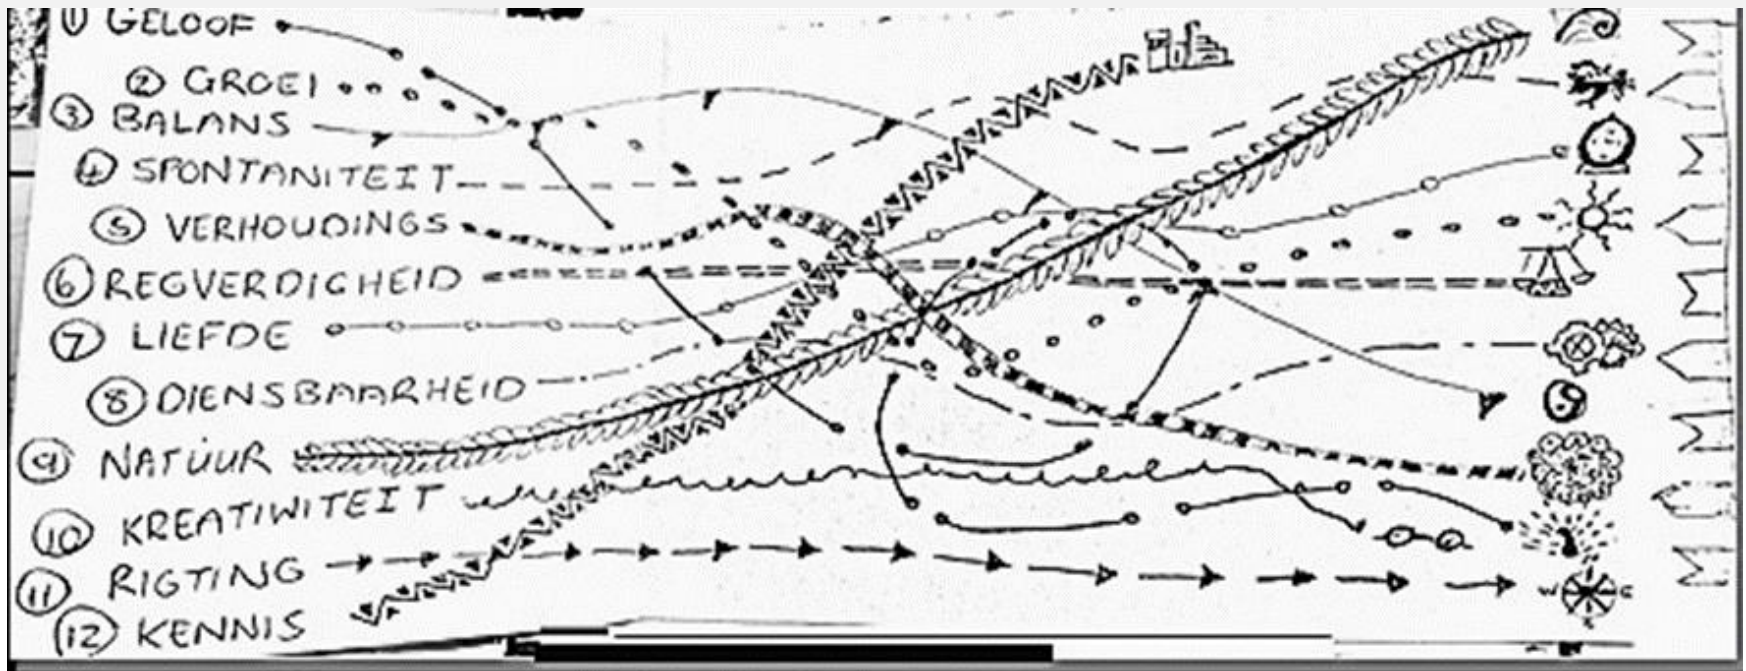 1 GELOOF
2 GROEI
3 BALANS
4 SPONTANITEIT
5 VERHOUDINGS
6 REGVERDIGHEID
7 LIEFDE
8 DIENSBAARHEID
9 NATUUR
10 KREATIWITEIT
11 RIGTING
12 KENNIS
W E
S